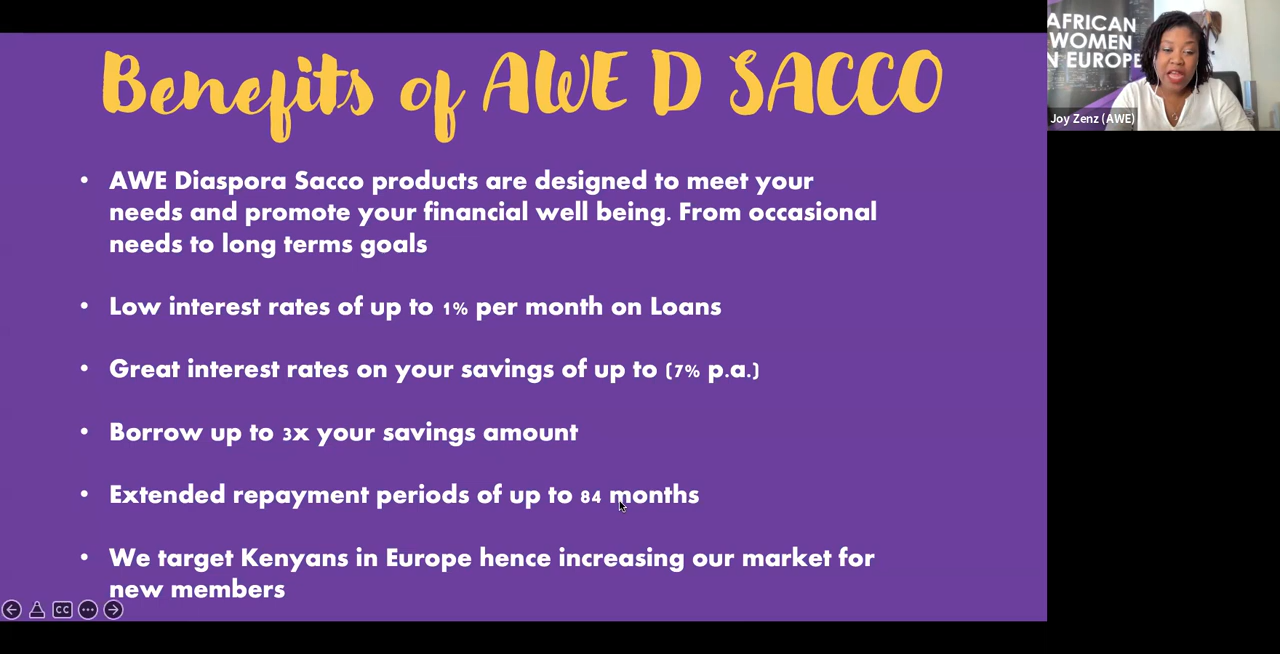 Benefits of AWE D SACCO
• AWE Diaspora Sacco products are designed to meet your
needs and promote your financial well being. From occasional
needs to long terms goals
• Low interest rates of up to 1% per month on Loans
• Great interest rates on your savings of up to (7% p.a.)
• Borrow up to 3x your savings amount
• Extended repayment periods of up to 84 months
• We target Kenyans in Europe hence increasing our market for
new members
CC
AFRICAN
WOMEN
N EUROPE
Joy Zenz (AWE)